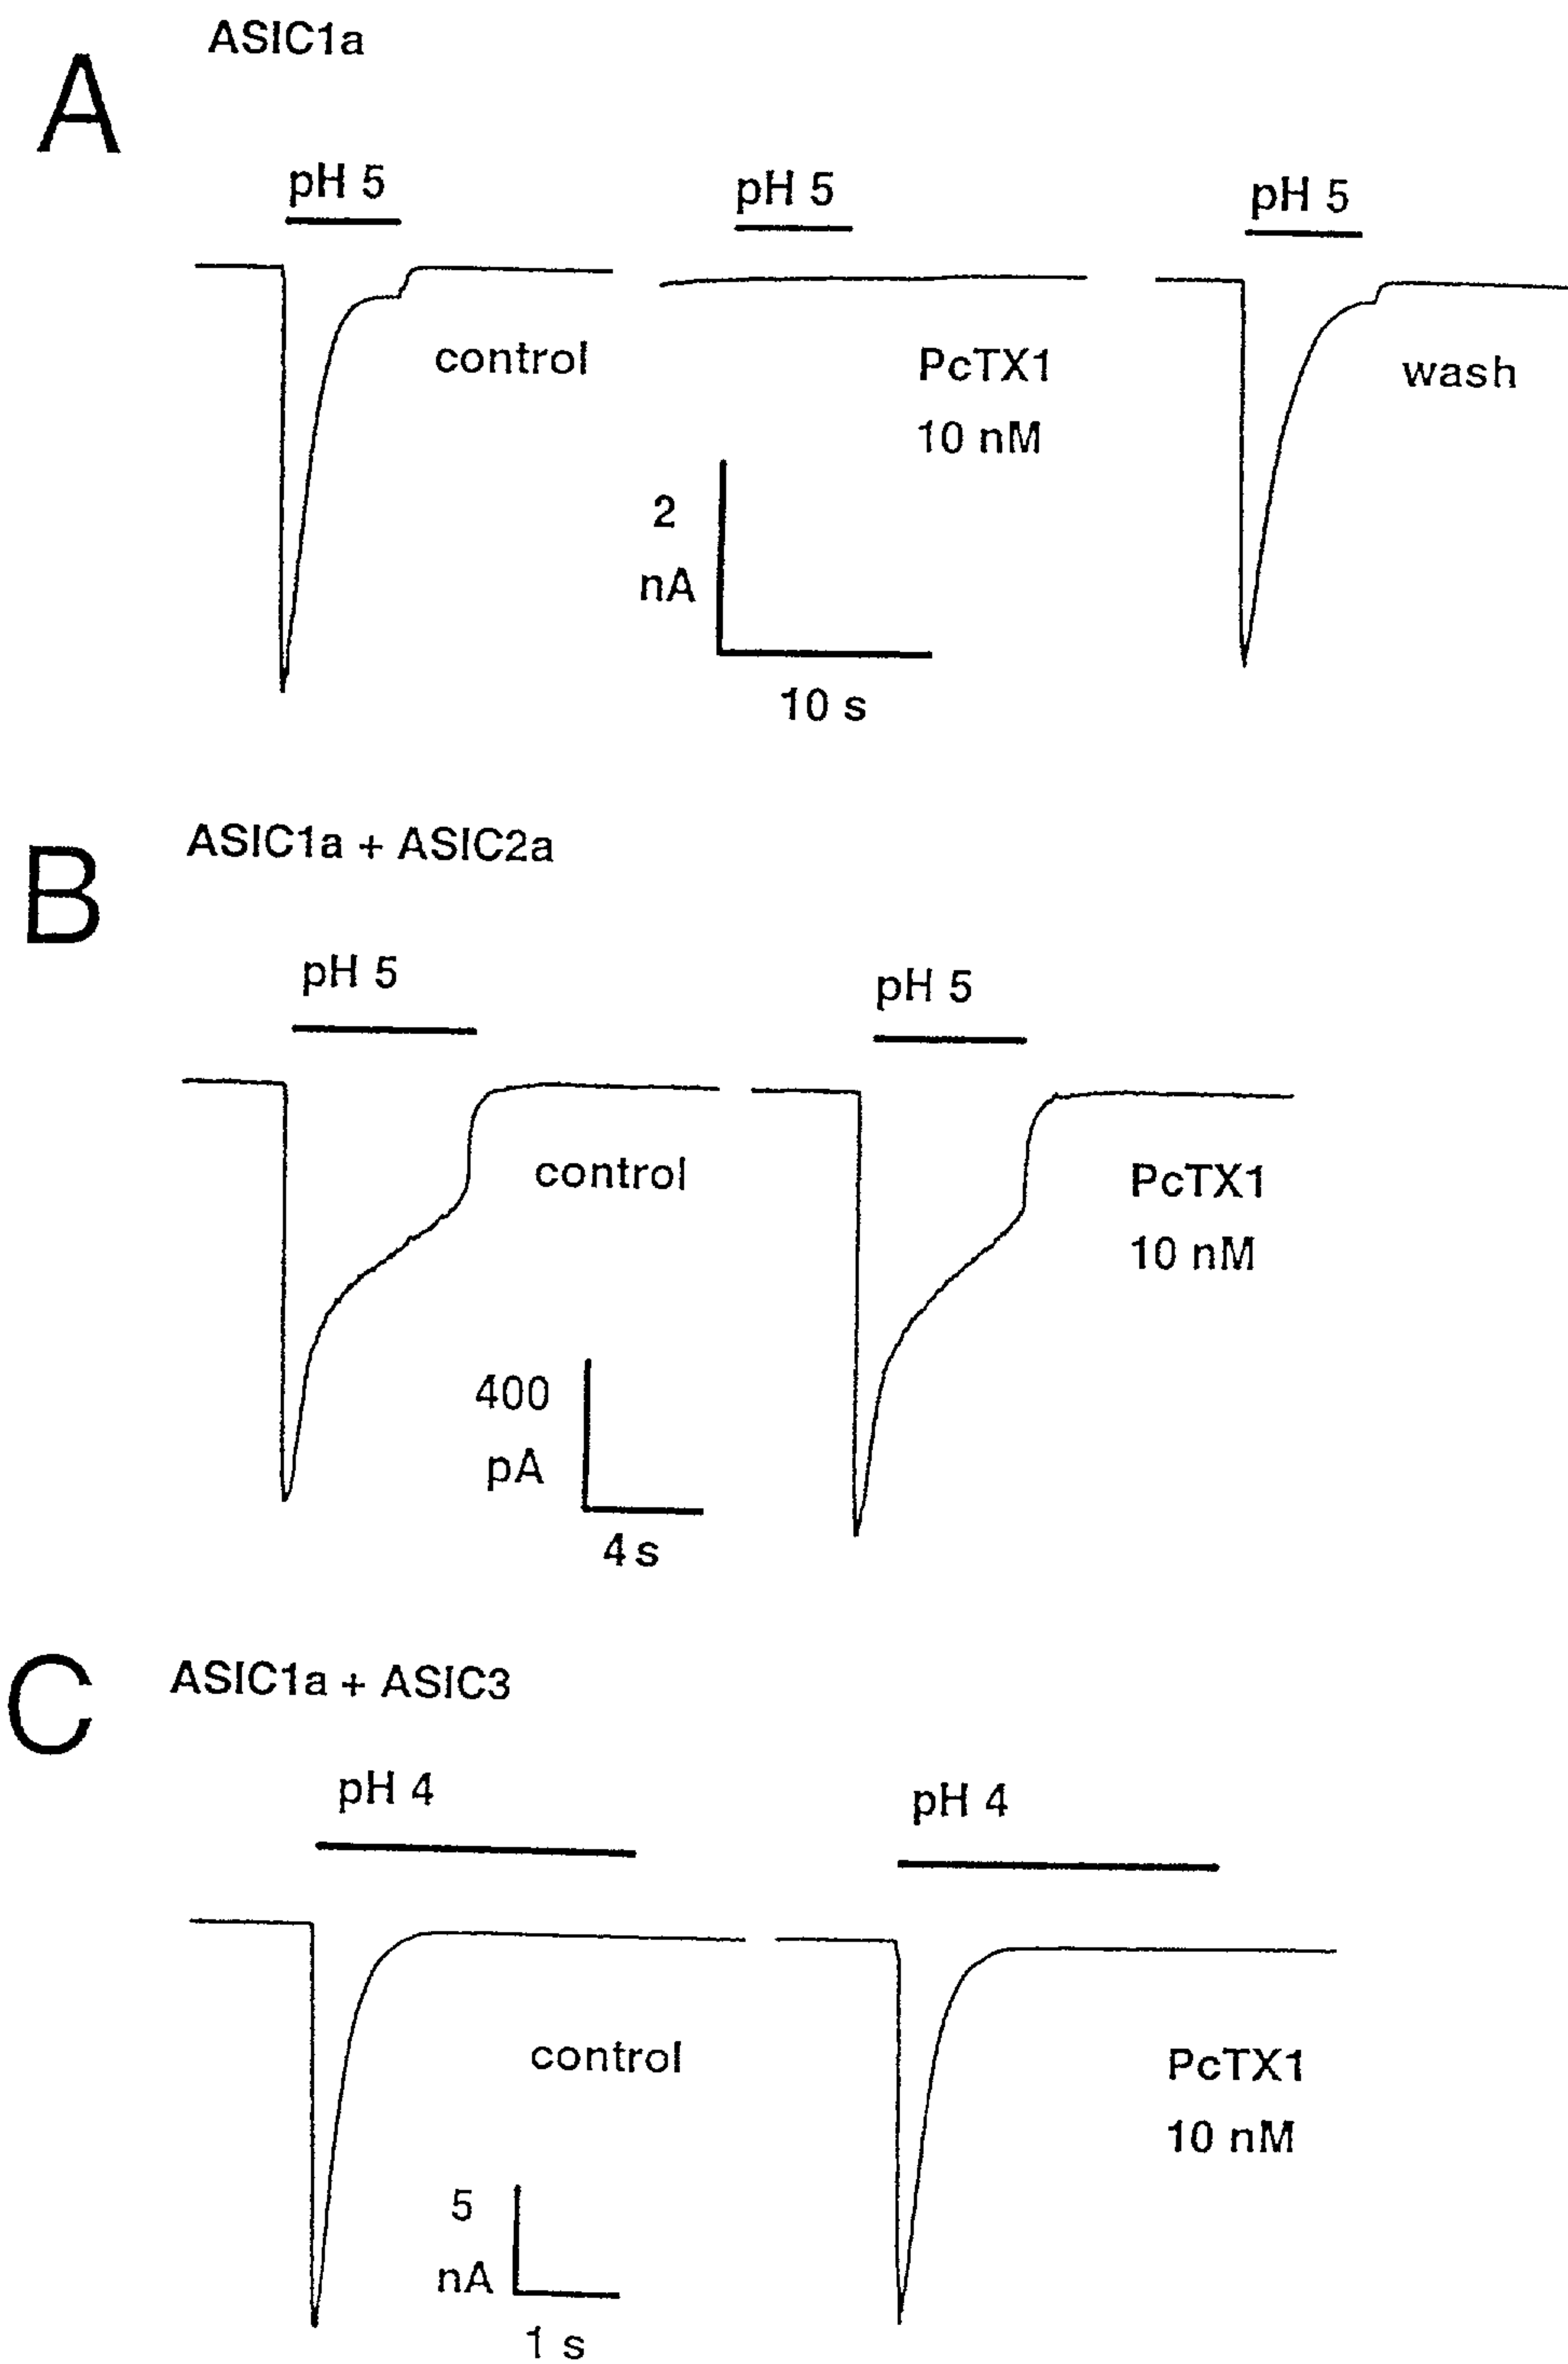 A
ASIC1a
pH 5
pH 5
pH 5
control
PcTX1
10 nM
wash
2
nA
10 s
B
ASIC1a + ASIC2a
pH 5
pH 5
control
PcTX1
10 nM
400
pA
4 s
C
ASIC1a + ASIC3
pH 4
pH 4
control
PcTX1
10 nM
5
nA
1 s